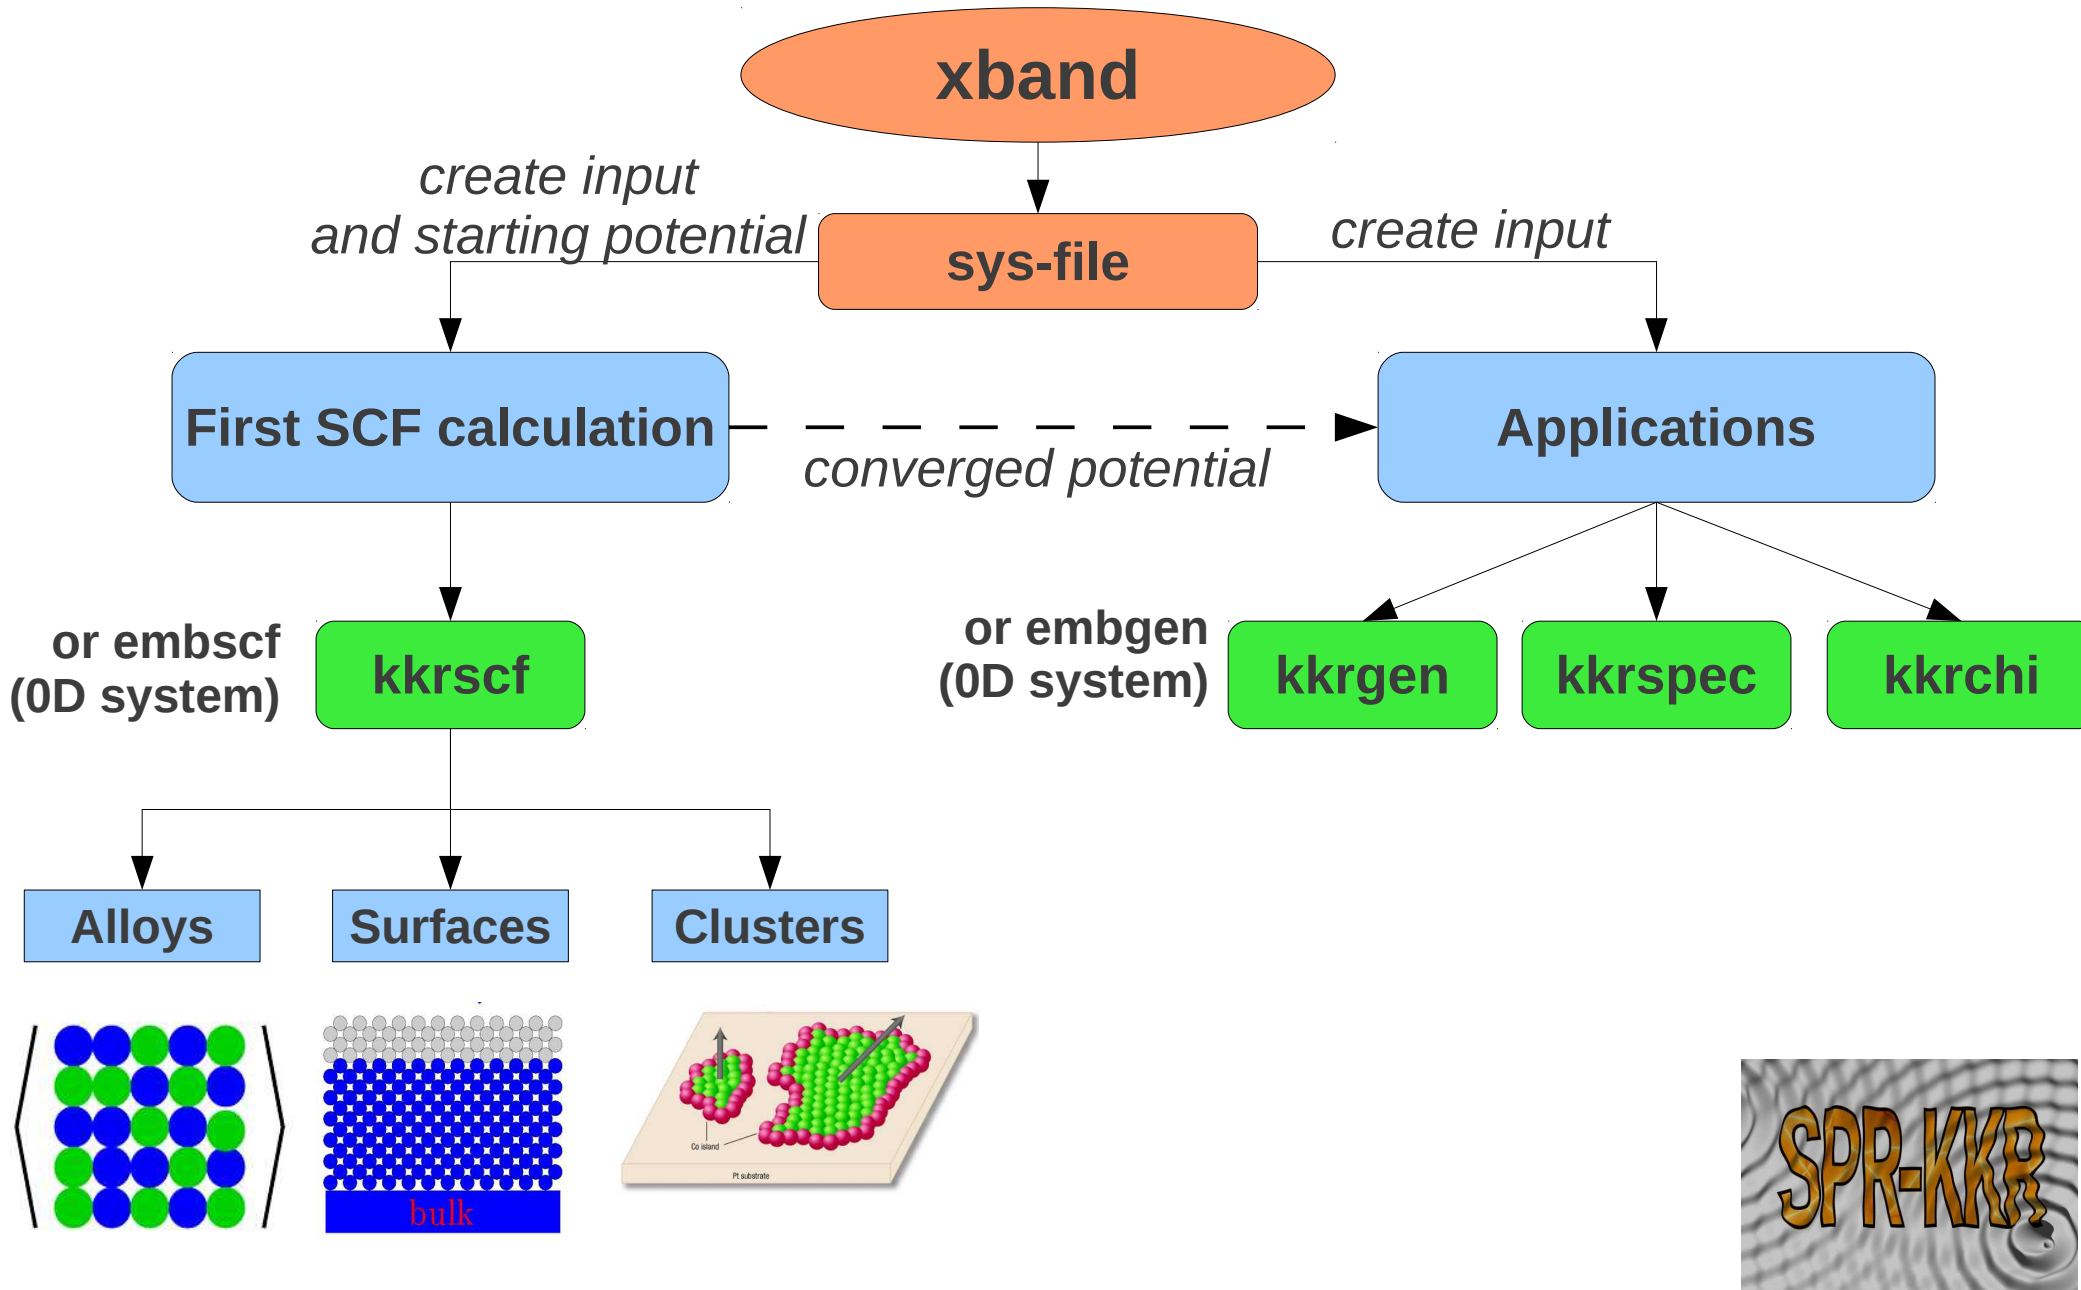 xband
create input
and starting potential
sys-file
create input
First SCF calculation
converged potential
Applications
or embscf
(0D system)
kkrscf
or embgen
(0D system)
kkrgen
kkrspec
kkrchi
Alloys
Surfaces
Clusters
Co island
Pt substrate
bulk
SPR-KKR